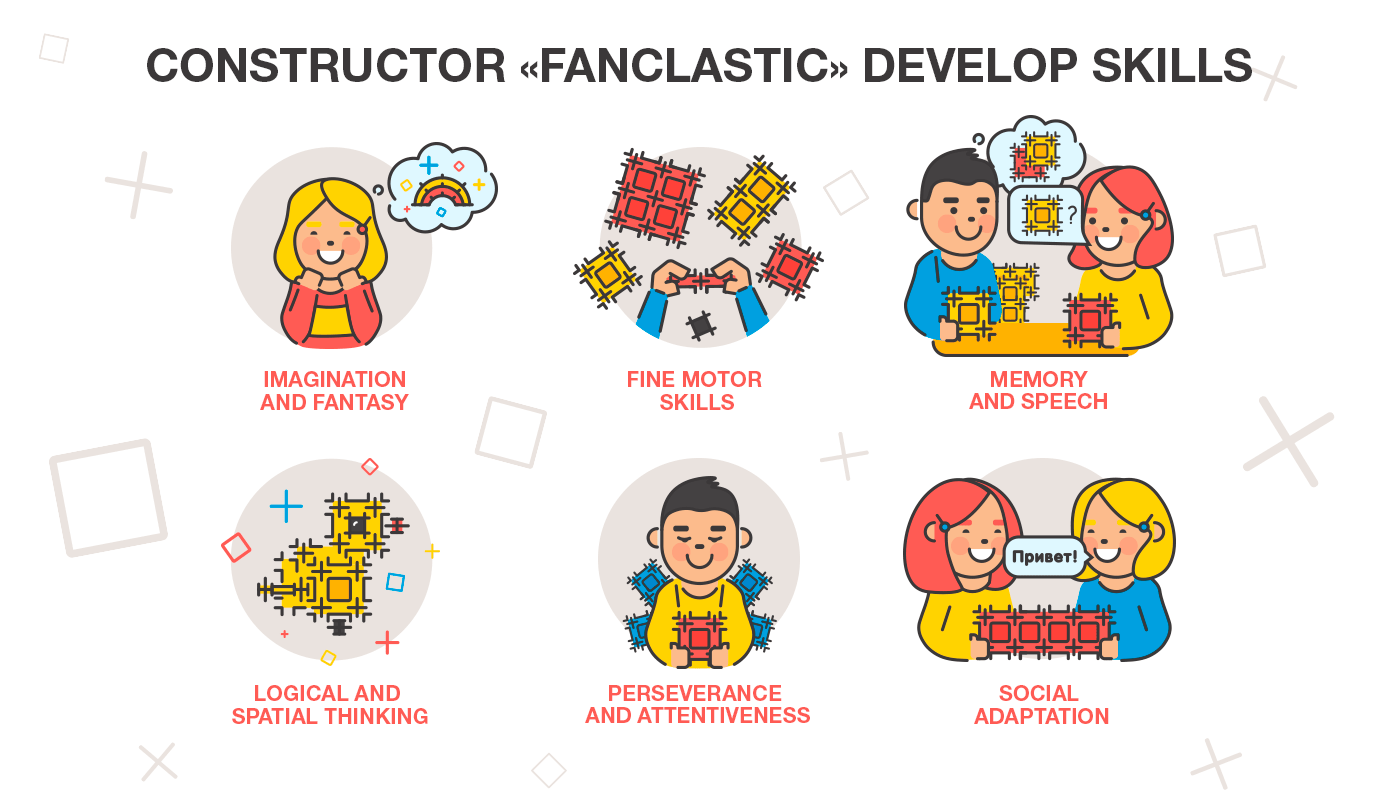 CONSTRUCTOR «FANCLASTIC» DEVELOP SKILLS
?
IMAGINATION
AND FANTASY
FINE MOTOR
SKILLS
MEMORY
AND SPEECH
Привет!
LOGICAL AND
SPATIAL THINKING
PERSEVERANCE
AND ATTENTIVENESS
SOCIAL
ADAPTATION